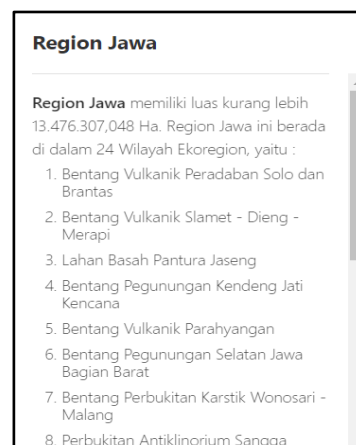 Region Jawa
Region Jawa memiliki luas kurang lebih
13.476.307,048 Ha. Region Jawa ini berada
di dalam 24 Wilayah Ekoregion, yaitu :
1. Bentang Vulkanik Peradaban Solo dan
Brantas
2. Bentang Vulkanik Slamet - Dieng -
Merapi
3. Lahan Basah Pantura Jaseng
4. Bentang Pegunungan Kendeng Jati
Kencana
5. Bentang Vulkanik Parahyangan
6. Bentang Pegunungan Selatan Jawa
Bagian Barat
7. Bentang Perbukitan Karstik Wonosari -
Malang
8. Perbukitan Antiklinorium Sangga